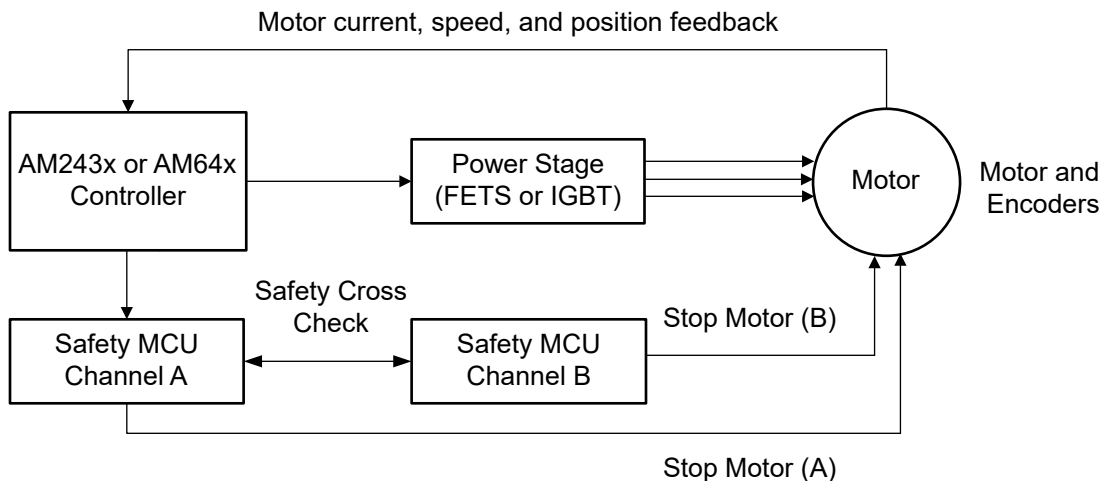 Motor current, speed, and position feedback
AM243x or AM64x
Controller
Power Stage
(FETS or IGBT)
Motor
Motor and
Encoders
Safety Cross
Check
Safety MCU
Channel A
Safety MCU
Channel B
Stop Motor (B)
Stop Motor (A)